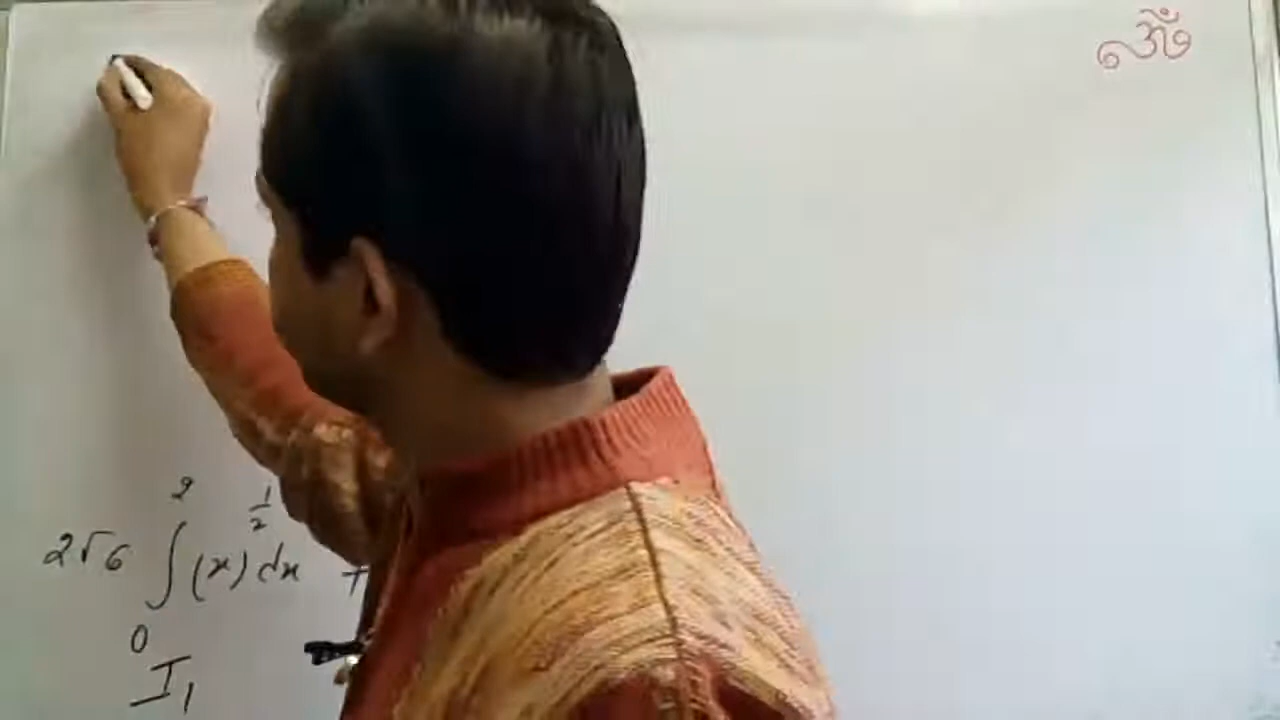 ॐ
2√6 ∫₀² (x)^{1/2} dx +
I₁